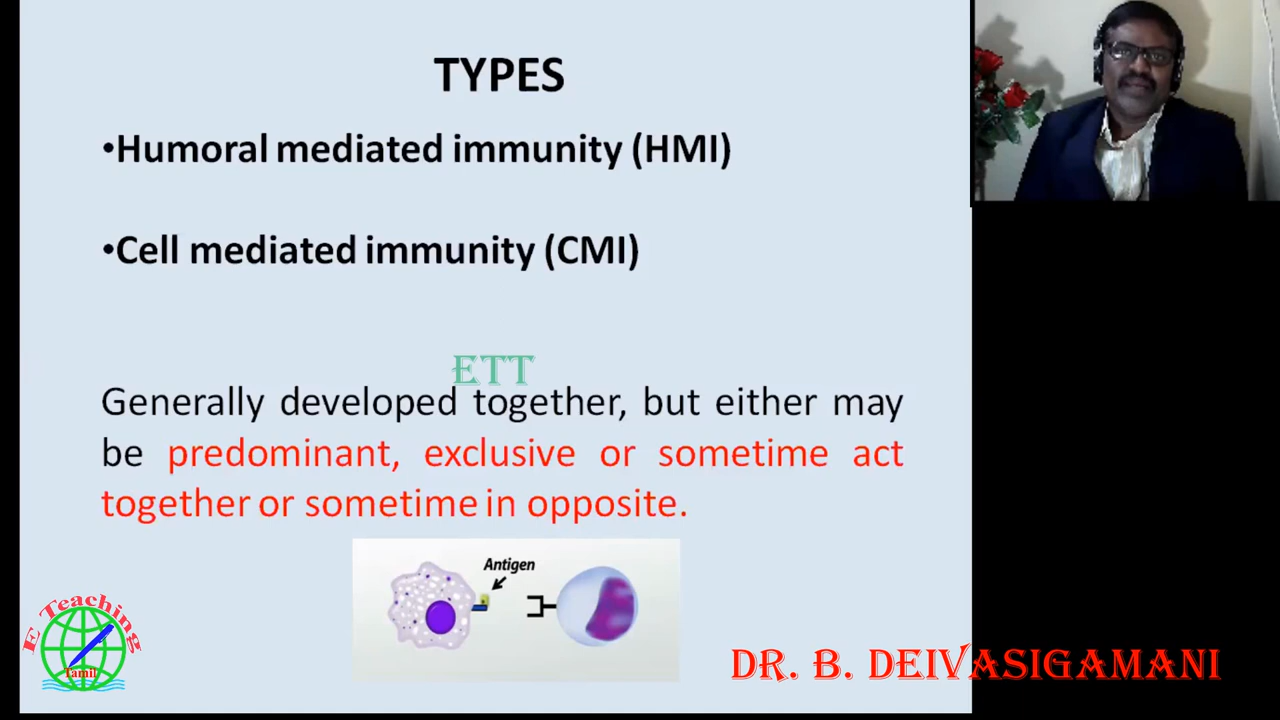 TYPES
•Humoral mediated immunity (HMI)
•Cell mediated immunity (CMI)
ETT
Generally developed together, but either may
be predominant, exclusive or sometime act
together or sometime in opposite.
Antigen
E Teaching
Tamil
DR. B. DEIVASIGAMANI